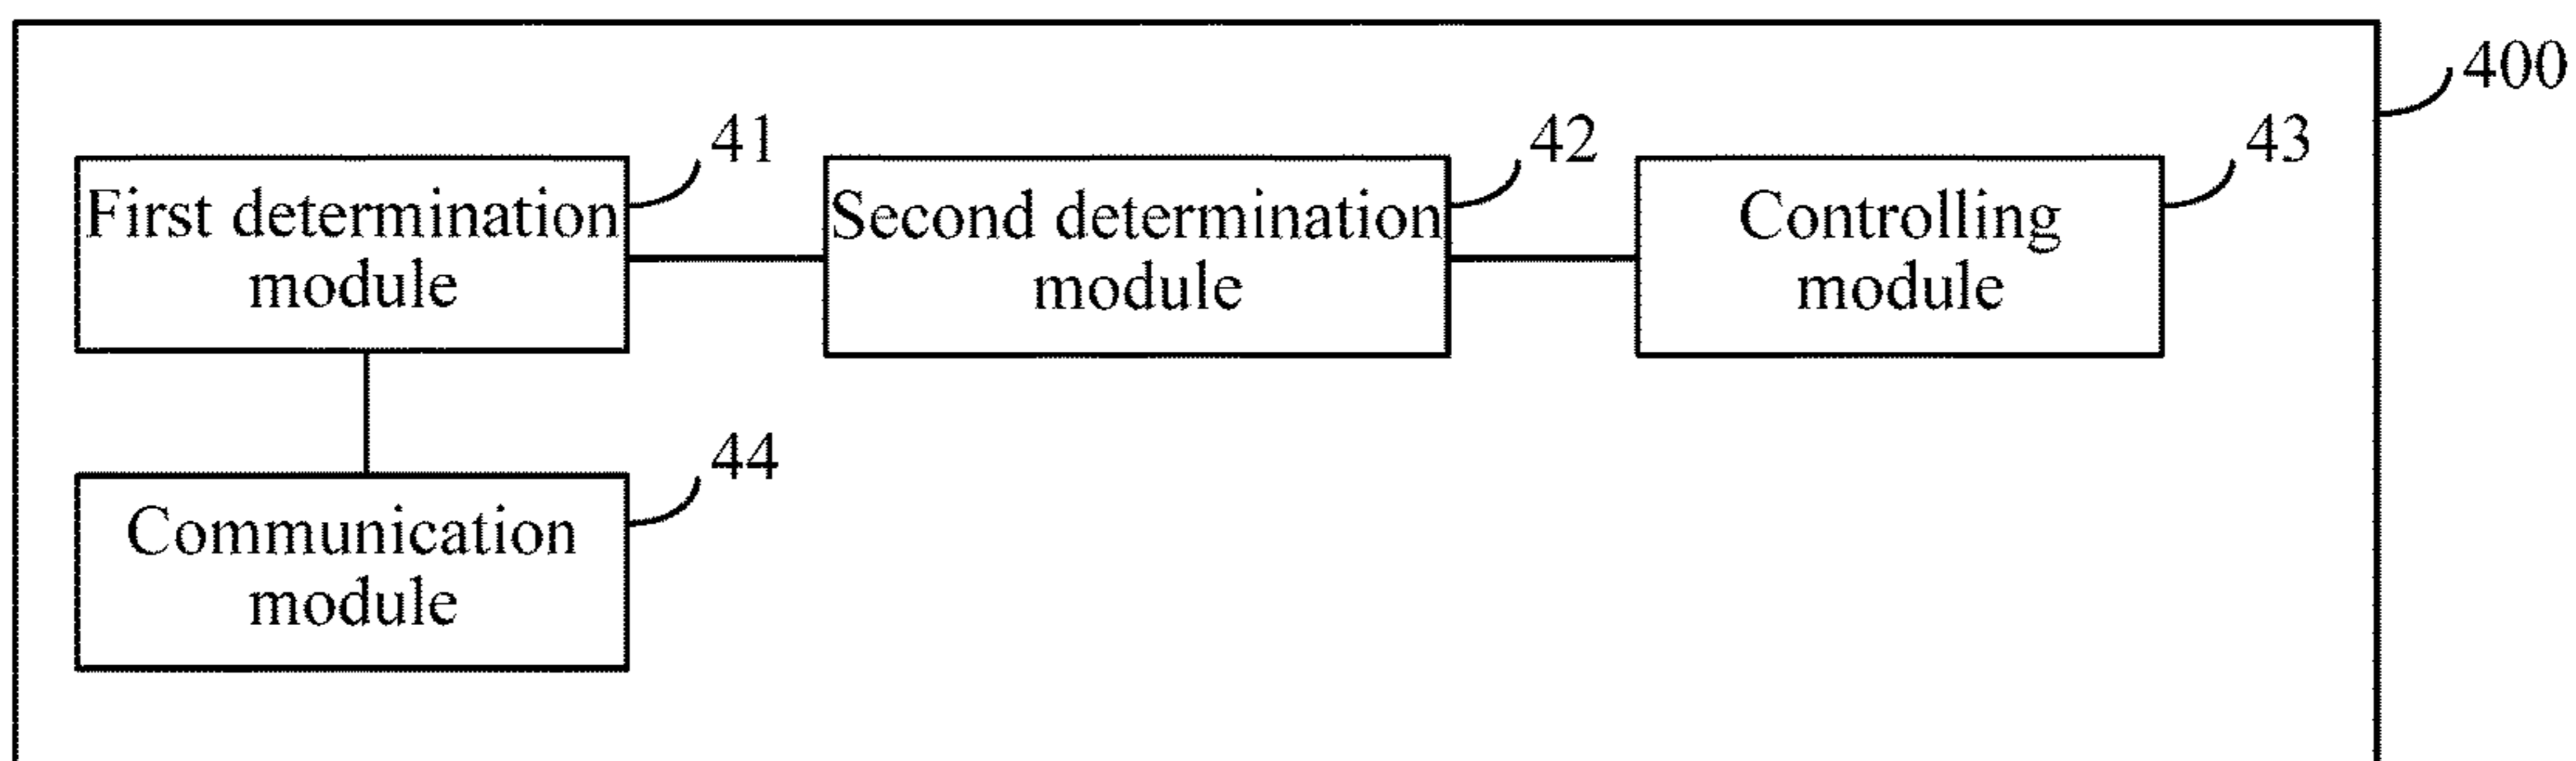 400
41
First determination
module
42
Second determination
module
43
Controlling
module
44
Communication
module